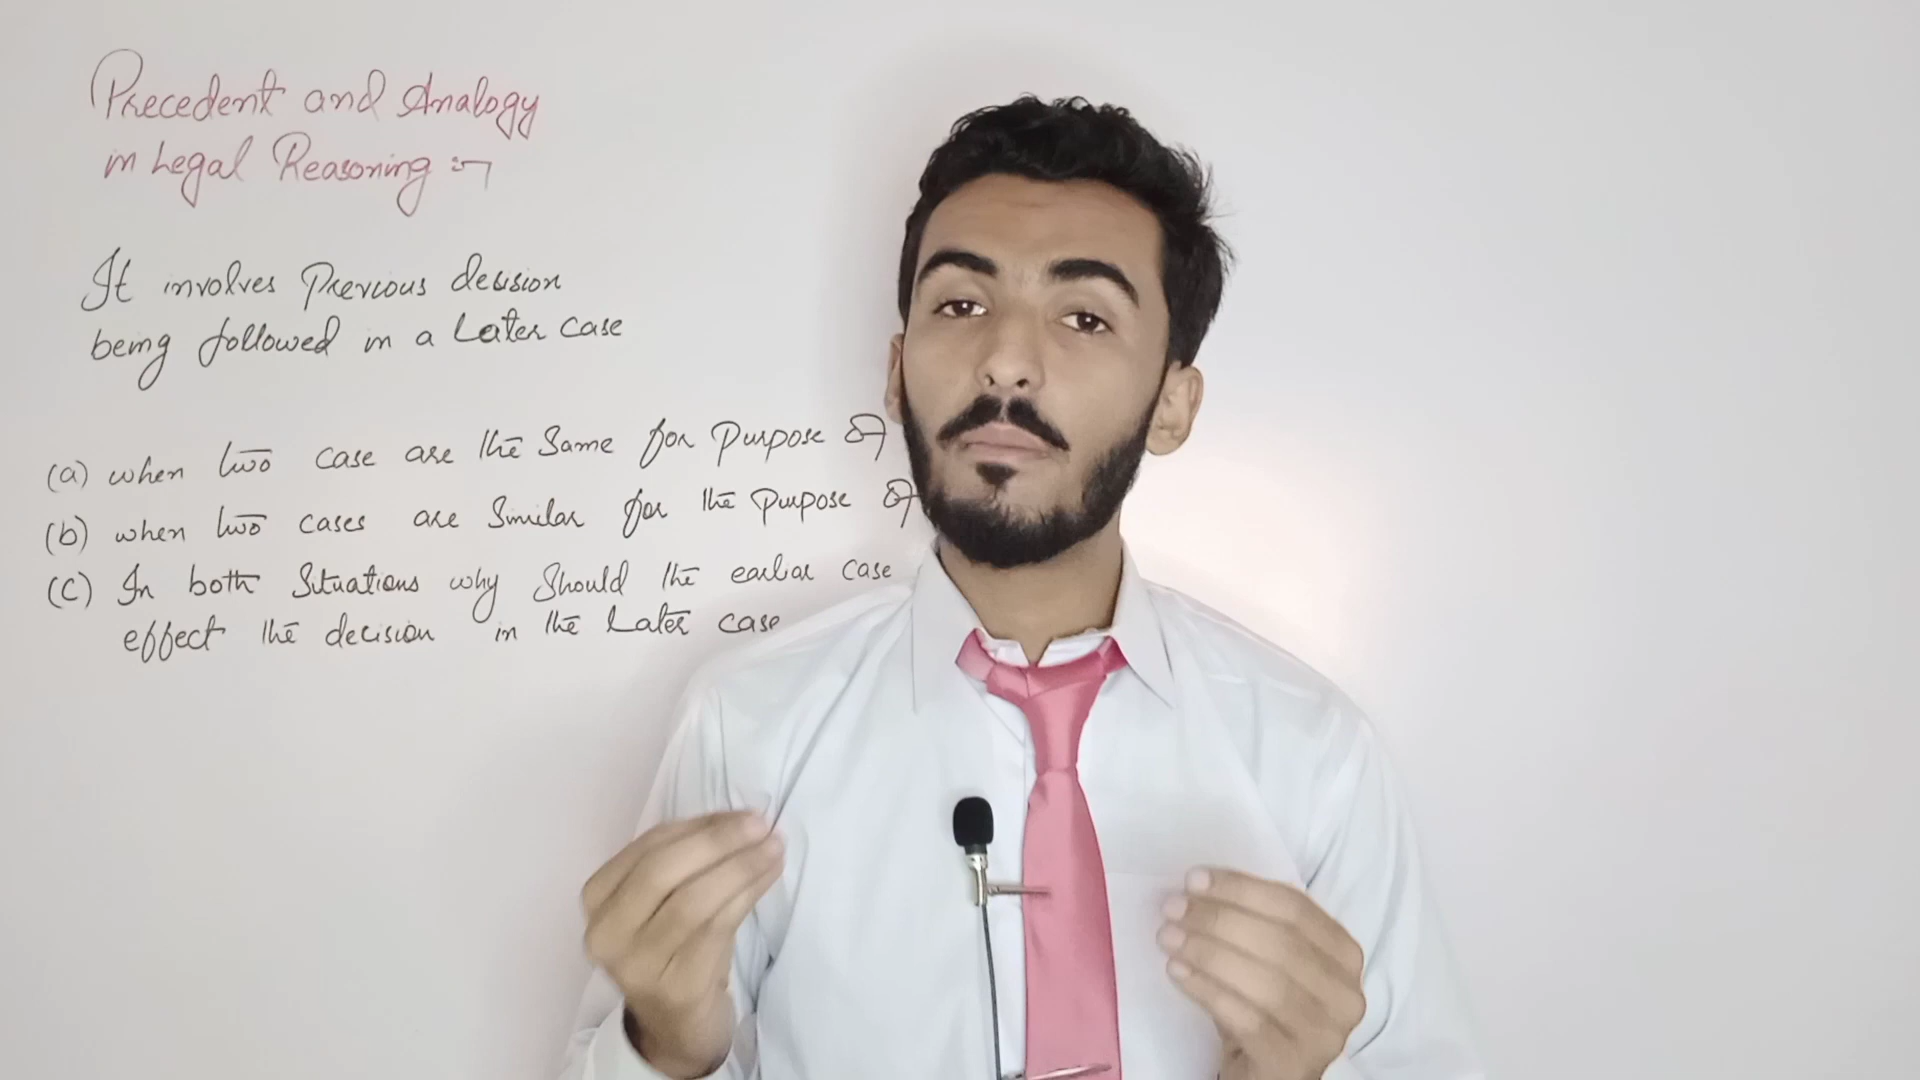 Precedent and Analogy
in Legal Reasoning :-
It involves Previous decision
being followed in a Later case
(a) when two case are the Same for Purpose of
(b) when two cases are Similar for the Purpose of
(c) In both Situations why Should the earliar case
effect the decision in the Later case